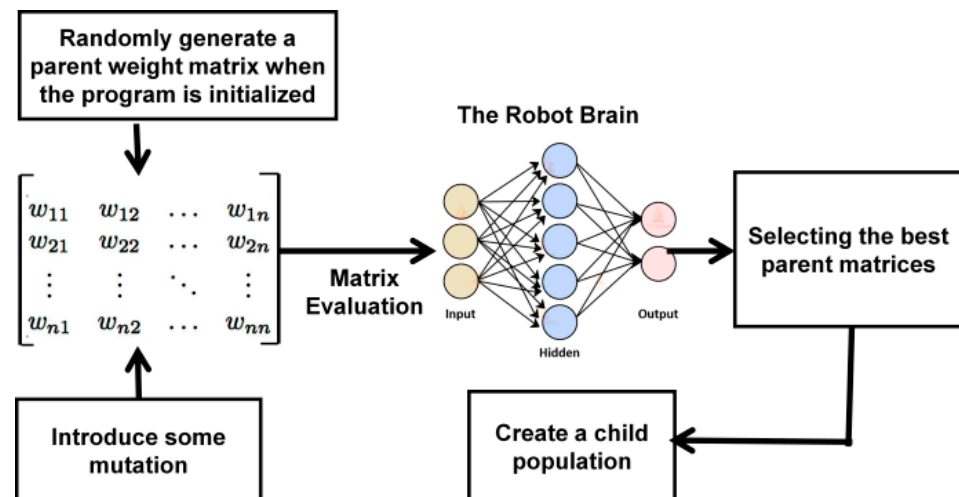 Randomly generate a
parent weight matrix when
the program is initialized
The Robot Brain
w11 w12 ... w1n
w21 w22 ... w2n
⋮ ⋮ ⋱ ⋮
wn1 wn2 ... wnn
Matrix
Evaluation
Input
Hidden
Output
Selecting the best
parent matrices
Introduce some
mutation
Create a child
population